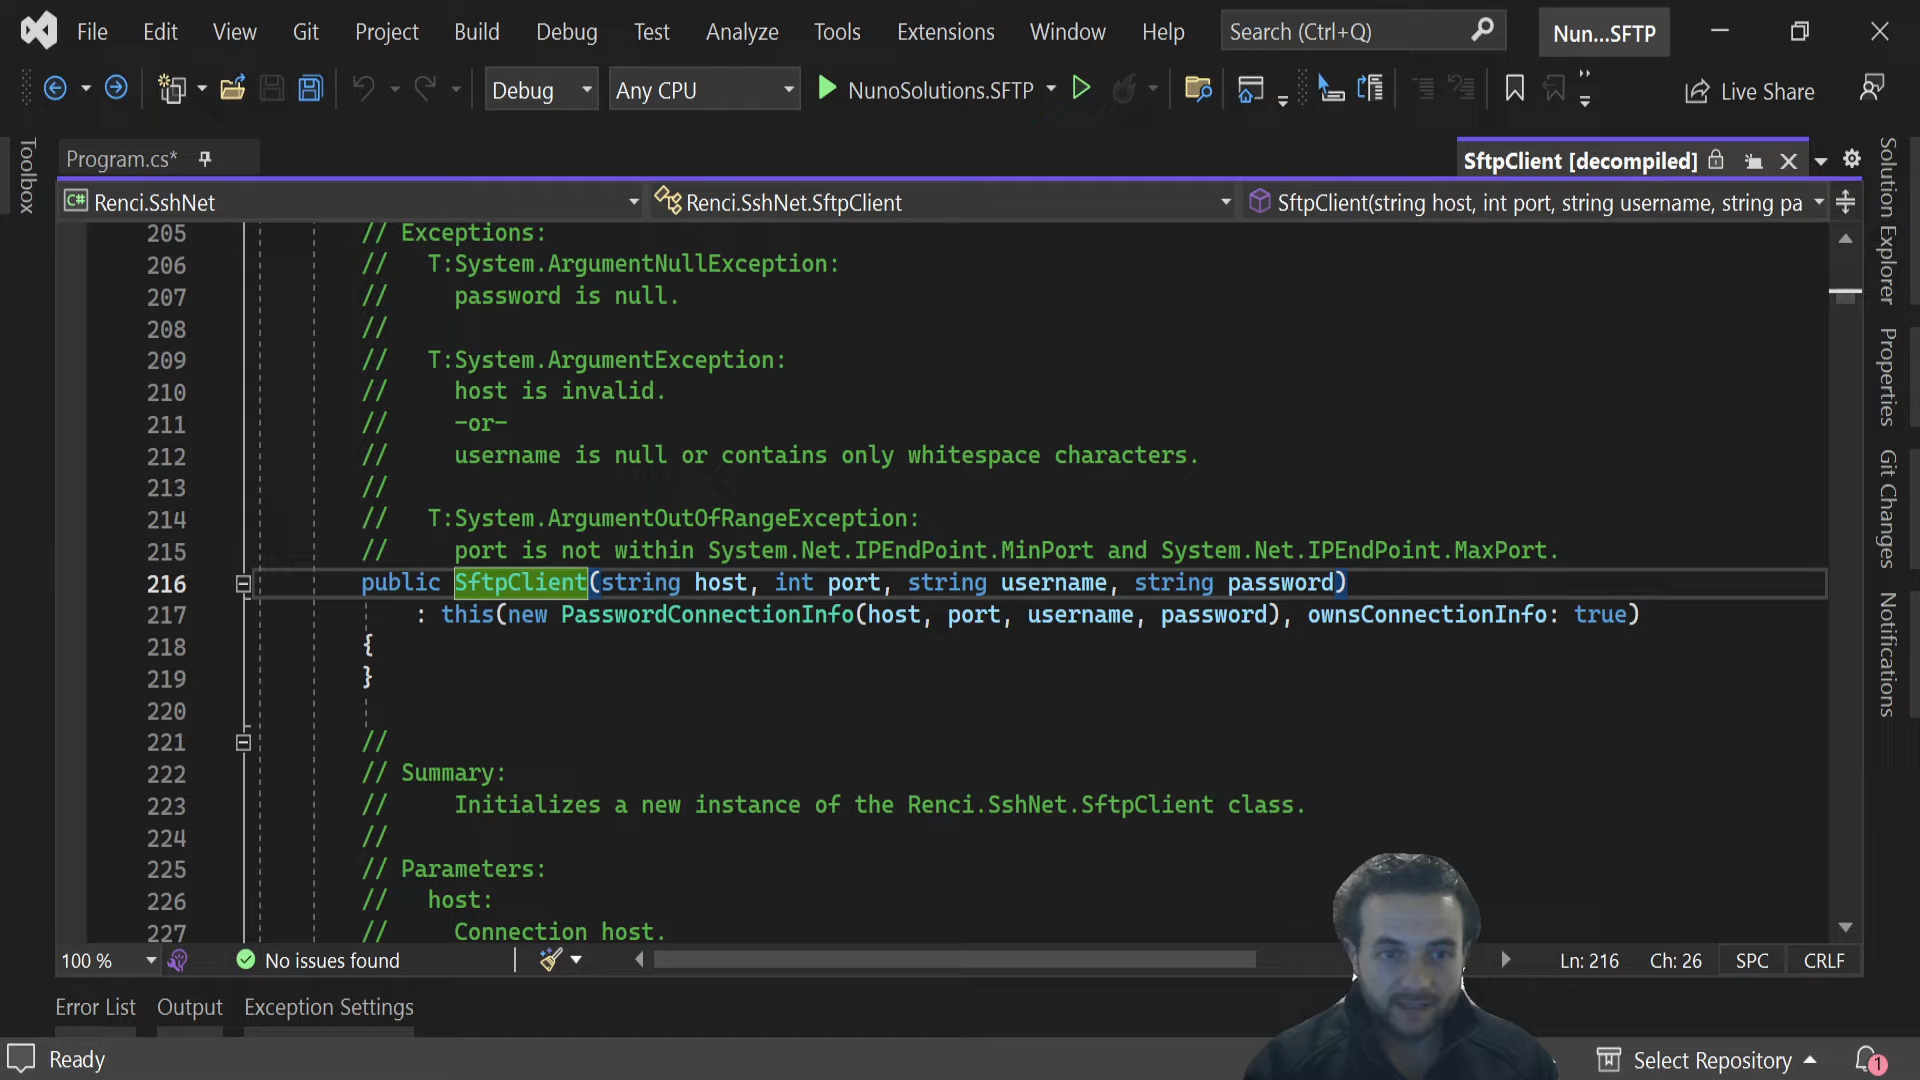 File Edit View Git Project Build Debug Test Analyze Tools Extensions Window Help Search (Ctrl+Q) Nun...SFTP
Debug Any CPU NunoSolutions.SFTP Live Share
Toolbox
Program.cs* SftpClient [decompiled]
Renci.SshNet Renci.SshNet.SftpClient SftpClient(string host, int port, string username, string pa
205 // Exceptions:
206 // T:System.ArgumentNullException:
207 // password is null.
208 //
209 // T:System.ArgumentException:
210 // host is invalid.
211 // -or-
212 // username is null or contains only whitespace characters.
213 //
214 // T:System.ArgumentOutOfRangeException:
215 // port is not within System.Net.IPEndPoint.MinPort and System.Net.IPEndPoint.MaxPort.
216 public SftpClient(string host, int port, string username, string password)
217 : this(new PasswordConnectionInfo(host, port, username, password), ownsConnectionInfo: true)
218 {
219 }
220
221 //
222 // Summary:
223 // Initializes a new instance of the Renci.SshNet.SftpClient class.
224 //
225 // Parameters:
226 // host:
227 // Connection host.
Solution Explorer
Properties
Git Changes
Notifications
100 % No issues found Ln: 216 Ch: 26 SPC CRLF
Error List Output Exception Settings
Ready Select Repository 1